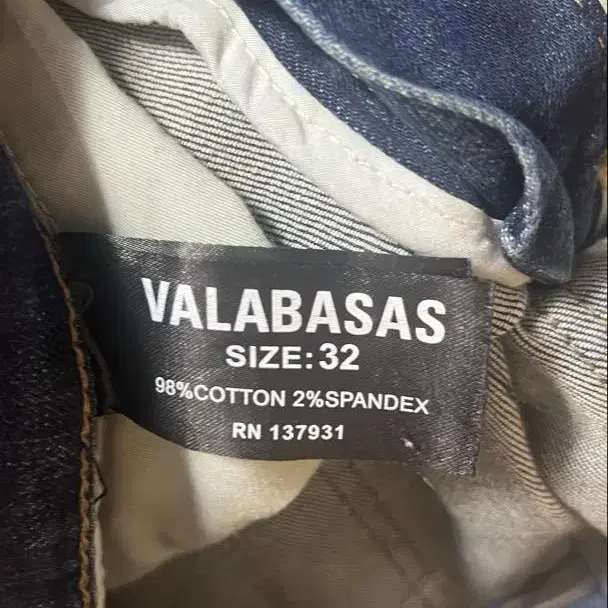 VALABASAS
SIZE: 32
98%COTTON 2%SPANDEX
RN 137931